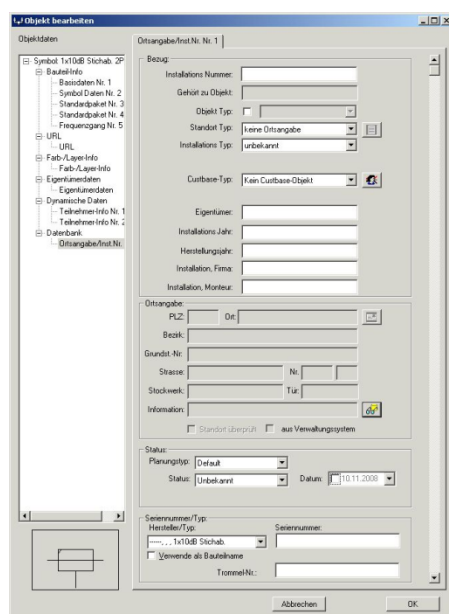 Objekt bearbeiten
Objektdaten
Symbol: 1x10dB Stichab. 2P
Bauteil-Info
Basisdaten Nr. 1
Symbol Daten Nr. 2
Standardpaket Nr. 3
Standardpaket Nr. 4
Frequenzgang Nr. 5
URL
URL
Farb-/Layer-Info
Farb-/Layer-Info
Eigentümerdaten
Eigentümerdaten
Dynamische Daten
Teilnehmer-Info Nr. 1
Teilnehmer-Info Nr. 2
Datenbank
Ortsangabe/Inst.Nr.
Ortsangabe/Inst.Nr. Nr. 1
Bezug:
Installations Nummer:
Gehört zu Objekt:
Objekt Typ:
Standort Typ: keine Ortsangabe
Installations Typ: unbekannt
Custbase-Typ: Kein Custbase-Objekt
Eigentümer:
Installations Jahr:
Herstellungsjahr:
Installation, Firma:
Installation, Monteur:
Ortsangabe:
PLZ: Ort:
Bezirk:
Grundst.-Nr:
Strasse: Nr.
Stockwerk: Tür:
Information:
Standort überprüft aus Verwaltungssystem
Status:
Planungstyp: Default
Status: Unbekannt Datum: 10.11.2008
Seriennummer/Typ:
Hersteller/Typ: Seriennummer:
-----, , , 1x10dB Stichab.
Verwende als Bauteilname
Trommel-Nr.:
Abbrechen OK